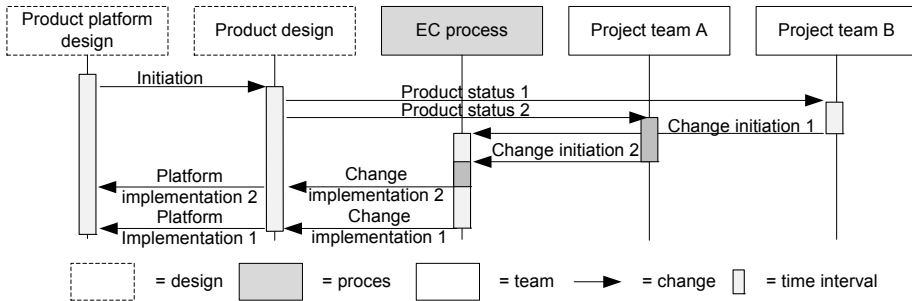 Product platform
design
Product design
EC process
Project team A
Project team B
Initiation
Product status 1
Product status 2
Change initiation 1
Change initiation 2
Platform
implementation 2
Change
implementation 2
Platform
Implementation 1
Change
implementation 1
= design
= proces
= team
= change
= time interval